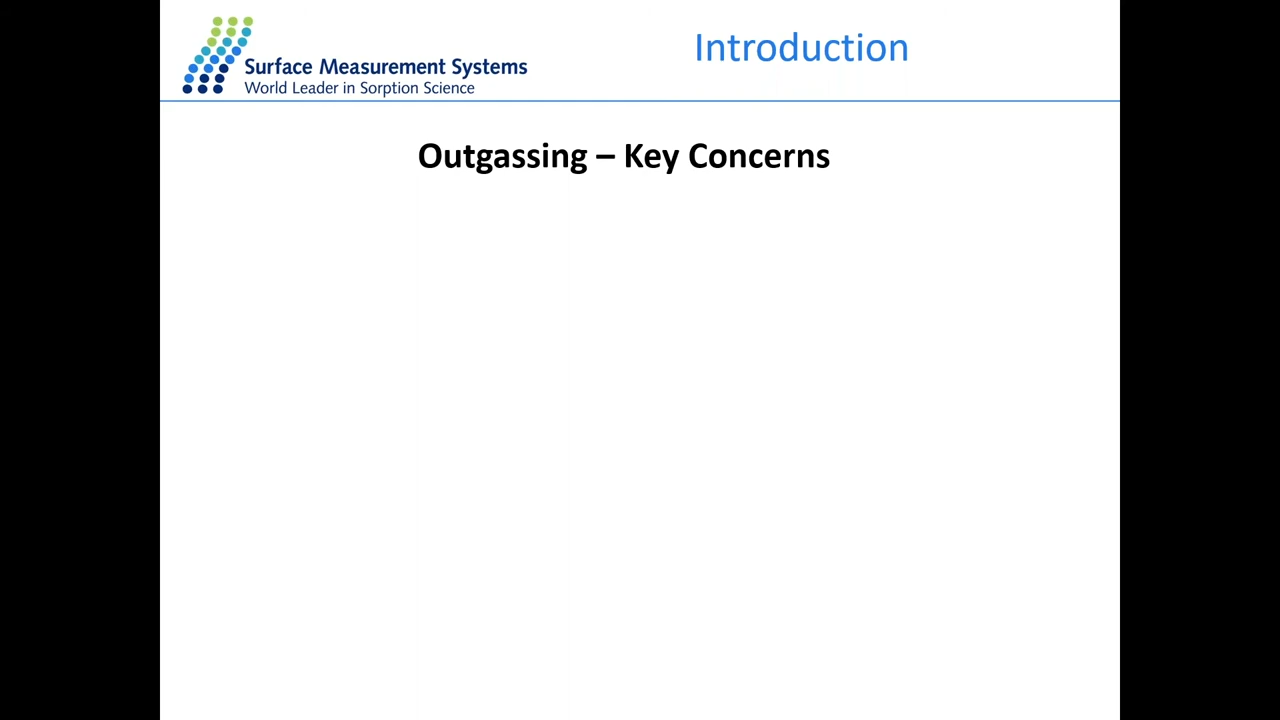 Introduction
Surface Measurement Systems
World Leader in Sorption Science
Outgassing – Key Concerns